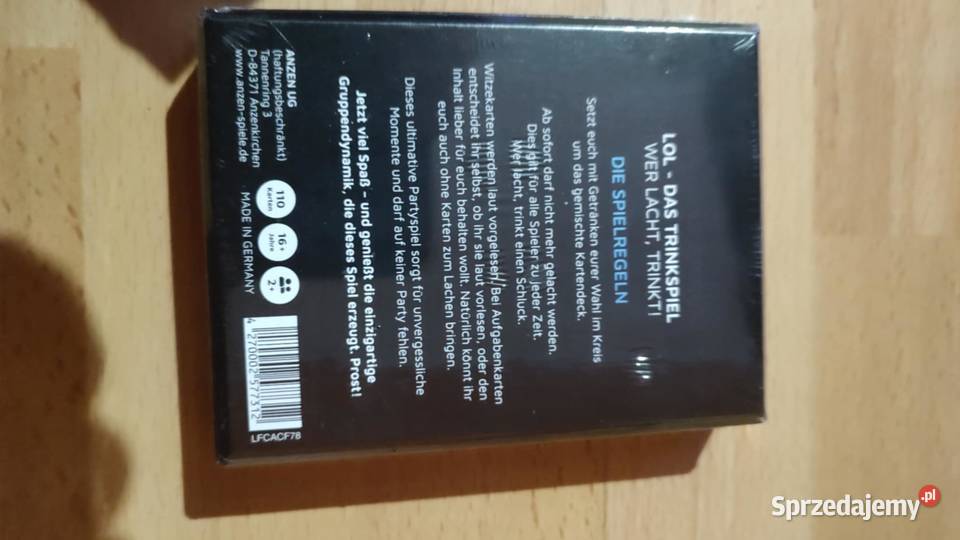 LOL - DAS TRINKSPIEL
WER LACHT, TRINKT!
DIE SPIELREGELN
Setzt euch mit Getränken eurer Wahl im Kreis
um das gemischte Kartendeck.
Ab sofort darf nicht mehr gelacht werden.
Dies gilt für alle Spieler zu jeder Zeit.
Wer lacht, trinkt einen Schluck.
Witzekarten werden laut vorgelesen. Bei Aufgabenkarten
entscheidet ihr selbst, ob ihr sie laut vorlesen, oder den
Inhalt lieber für euch behalten wollt. Natürlich könnt ihr
euch auch ohne Karten zum Lachen bringen.
Dieses ultimative Partyspiel sorgt für unvergessliche
Momente und darf auf keiner Party fehlen.
Jetzt viel Spaß – und genießt die einzigartige
Gruppendynamik, die dieses Spiel erzeugt. Prost!
ANZEN UG
(haftungsbeschränkt)
Tannenring 3
D-84371 Anzenkirchen
www.anzen-spiele.de
110
Karten
16+
Jahre
2+
MADE IN GERMANY
4 270002 577312
LFCACF78
Sprzedajemy.pl